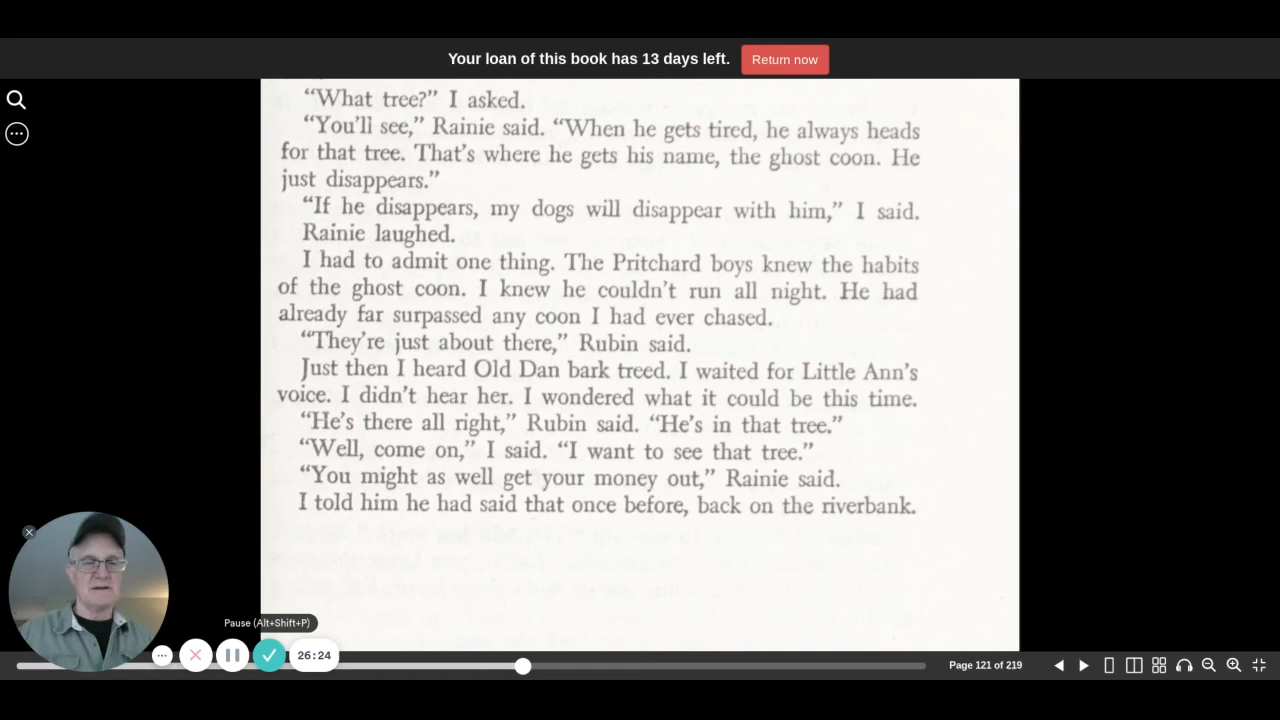 Your loan of this book has 13 days left. Return now
“What tree?” I asked.
“You’ll see,” Rainie said. “When he gets tired, he always heads
for that tree. That’s where he gets his name, the ghost coon. He
just disappears.”
“If he disappears, my dogs will disappear with him,” I said.
Rainie laughed.
I had to admit one thing. The Pritchard boys knew the habits
of the ghost coon. I knew he couldn’t run all night. He had
already far surpassed any coon I had ever chased.
“They’re just about there,” Rubin said.
Just then I heard Old Dan bark treed. I waited for Little Ann’s
voice. I didn’t hear her. I wondered what it could be this time.
“He’s there all right,” Rubin said. “He’s in that tree.”
“Well, come on,” I said. “I want to see that tree.”
“You might as well get your money out,” Rainie said.
I told him he had said that once before, back on the riverbank.
Pause (Alt+Shift+P)
26:24
Page 121 of 219